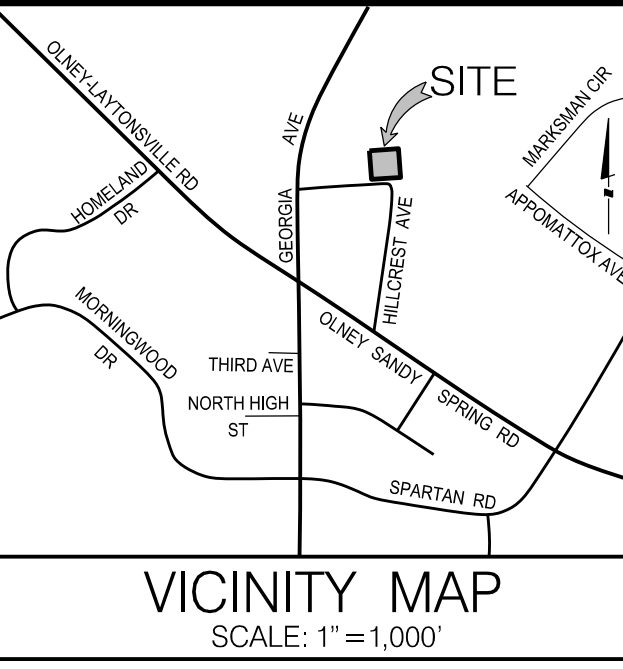 SITE
OLNEY-LAYTONSVILLE RD
MARKSMAN CIR
AVE
HOMELAND
DR
GEORGIA
HILLCREST AVE
APPOMATTOX AVE
MORNINGWOOD
DR
OLNEY SANDY
SPRING RD
THIRD AVE
NORTH HIGH
ST
SPARTAN RD
VICINITY MAP
SCALE: 1"=1,000'